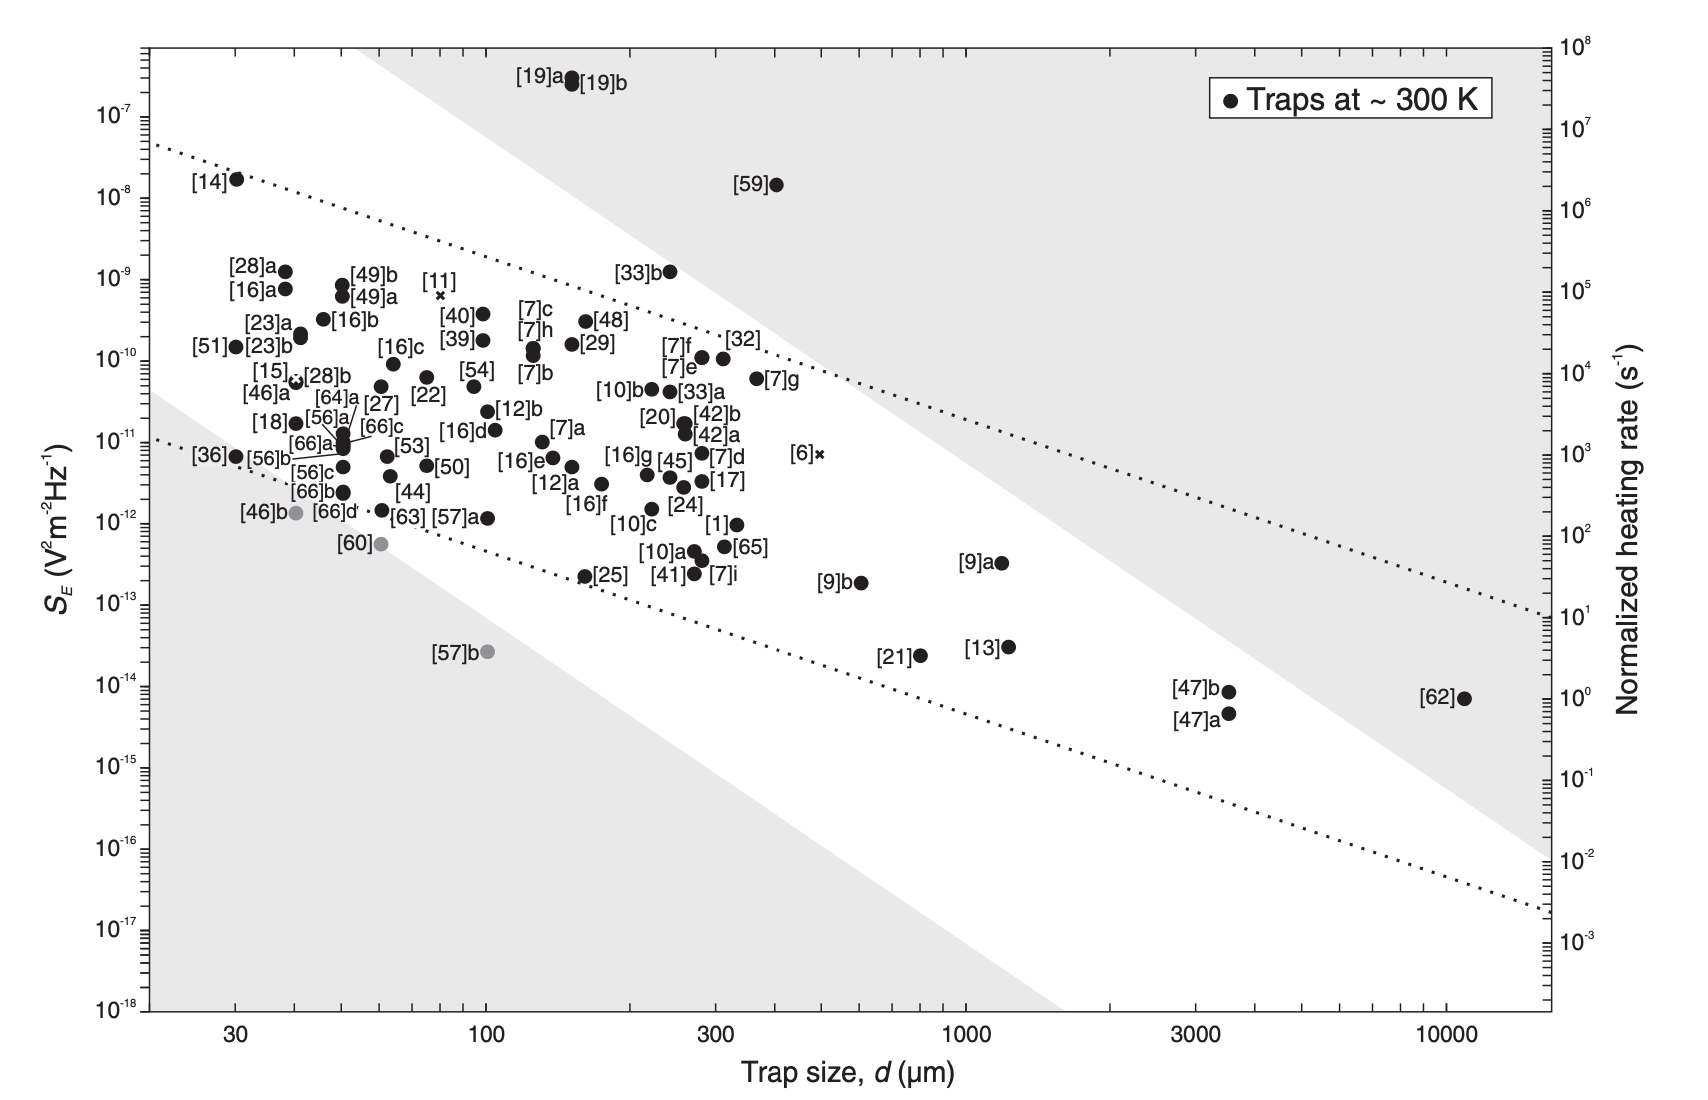 10⁸
[19]a
[19]b
Traps at ~ 300 K
10⁻⁷
10⁷
[14]
[59]
10⁻⁸
10⁶
[28]a
[49]b
[11]
[33]b
10⁻⁹
[16]a
[49]a
10⁵
[23]a
[16]b
[40]
[7]c
[48]
[51]
[23]b
[16]c
[39]
[7]h
[29]
[7]f
[32]
10⁻¹⁰
[15]
[28]b
[54]
[7]b
[7]e
[7]g
10⁴
[46]a
[64]a
[27]
[22]
[10]b
[33]a
[18]
[56]a
[66]c
[12]b
[20]
[42]b
10⁻¹¹
[66]a
[53]
[16]d
[7]a
[42]a
[36]
[56]b
[50]
[16]e
[16]g
[45]
[7]d
[6]
10³
[56]c
[12]a
[17]
[66]b
[44]
[16]f
[24]
[46]b
[66]d
[63]
[57]a
[10]c
[1]
10⁻¹²
10²
[60]
[10]a
[65]
[25]
[41]
[7]i
[9]b
[9]a
10⁻¹³
10¹
[57]b
[21]
[13]
10⁻¹⁴
[47]b
[62]
10⁰
[47]a
10⁻¹⁵
10⁻¹
10⁻¹⁶
10⁻²
10⁻¹⁷
10⁻³
10⁻¹⁸
30
100
300
1000
3000
10000
Trap size, d (μm)
S_E (V²m⁻²Hz⁻¹)
Normalized heating rate (s⁻¹)